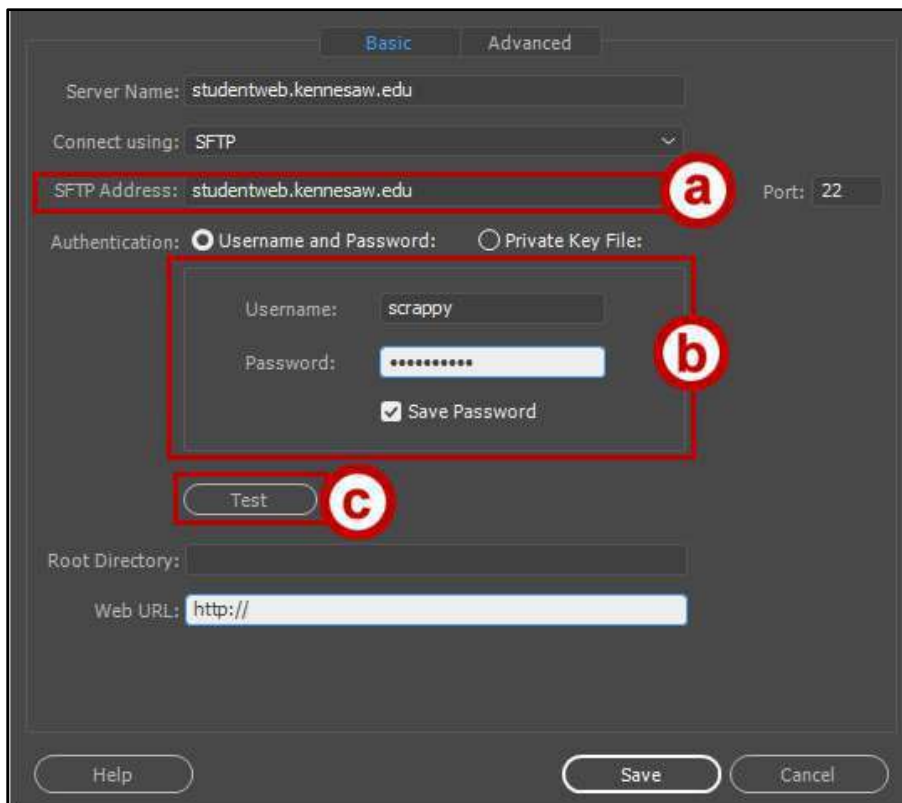 Basic Advanced
Server Name: studentweb.kennesaw.edu
Connect using: SFTP
SFTP Address: studentweb.kennesaw.edu a Port: 22
Authentication: Username and Password: Private Key File:
Username: scrappy
b
Password: ••••••••••
Save Password
Test c
Root Directory:
Web URL: http://
Help Save Cancel